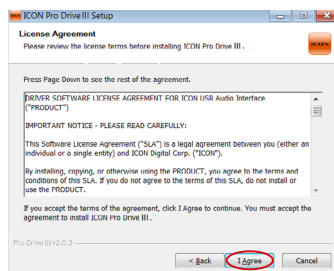 ICON Pro Drive III Setup
License Agreement
Please review the license terms before installing ICON Pro Drive III.
ICON
Press Page Down to see the rest of the agreement.
DRIVER SOFTWARE LICENSE AGREEMENT FOR ICON USB Audio Interface
("PRODUCT")
IMPORTANT NOTICE - PLEASE READ CAREFULLY:
This Software License Agreement ("SLA") is a legal agreement between you (either an
individual or a single entity) and ICON Digital Corp. ("ICON").
By installing, copying, or otherwise using the PRODUCT, you agree to the terms and
conditions of this SLA. If you do not agree to the terms of this SLA, do not install or
use the PRODUCT.
If you accept the terms of the agreement, click I Agree to continue. You must accept the
agreement to install ICON Pro Drive III.
Pro Drive III v2.0.3
< Back
I Agree
Cancel